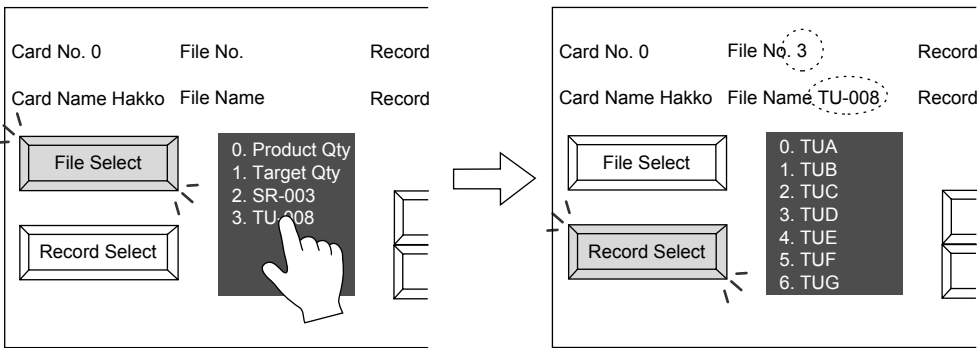 Card No. 0 File No. Record
Card Name Hakko File Name Record
File Select
0. Product Qty
1. Target Qty
2. SR-003
3. TU-008
Record Select
Card No. 0 File No. 3 Record
Card Name Hakko File Name TU-008 Record
File Select
0. TUA
1. TUB
2. TUC
3. TUD
4. TUE
5. TUF
6. TUG
Record Select